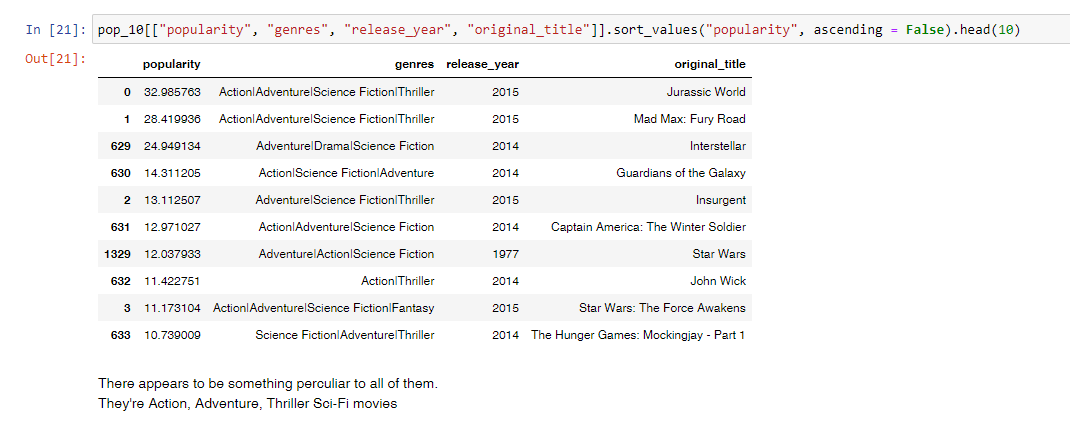 In [21]: pop_10[["popularity", "genres", "release_year", "original_title"]].sort_values("popularity", ascending = False).head(10)
Out[21]:
popularity genres release_year original_title
0 32.985763 Action|Adventure|Science Fiction|Thriller 2015 Jurassic World
1 28.419936 Action|Adventure|Science Fiction|Thriller 2015 Mad Max: Fury Road
629 24.949134 Adventure|Drama|Science Fiction 2014 Interstellar
630 14.311205 Action|Science Fiction|Adventure 2014 Guardians of the Galaxy
2 13.112507 Adventure|Science Fiction|Thriller 2015 Insurgent
631 12.971027 Action|Adventure|Science Fiction 2014 Captain America: The Winter Soldier
1329 12.037933 Adventure|Action|Science Fiction 1977 Star Wars
632 11.422751 Action|Thriller 2014 John Wick
3 11.173104 Action|Adventure|Science Fiction|Fantasy 2015 Star Wars: The Force Awakens
633 10.739009 Science Fiction|Adventure|Thriller 2014 The Hunger Games: Mockingjay - Part 1
There appears to be something perculiar to all of them.
They're Action, Adventure, Thriller Sci-Fi movies